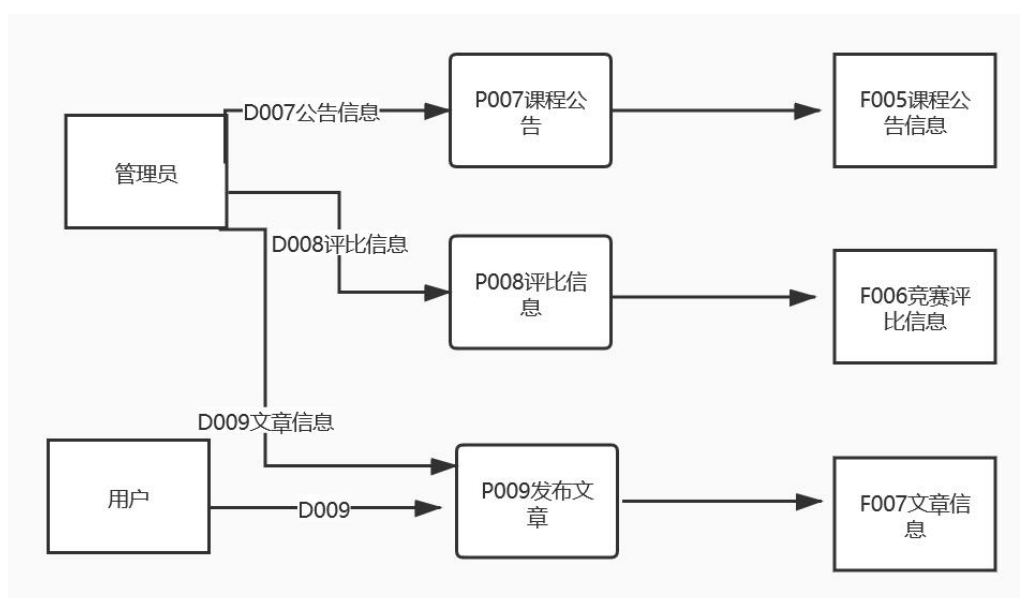 D007公告信息
P007课程公
告
F005课程公
告信息
管理员
D008评比信息
P008评比信
息
F006竞赛评
比信息
D009文章信息
用户
D009
P009发布文
章
F007文章信
息